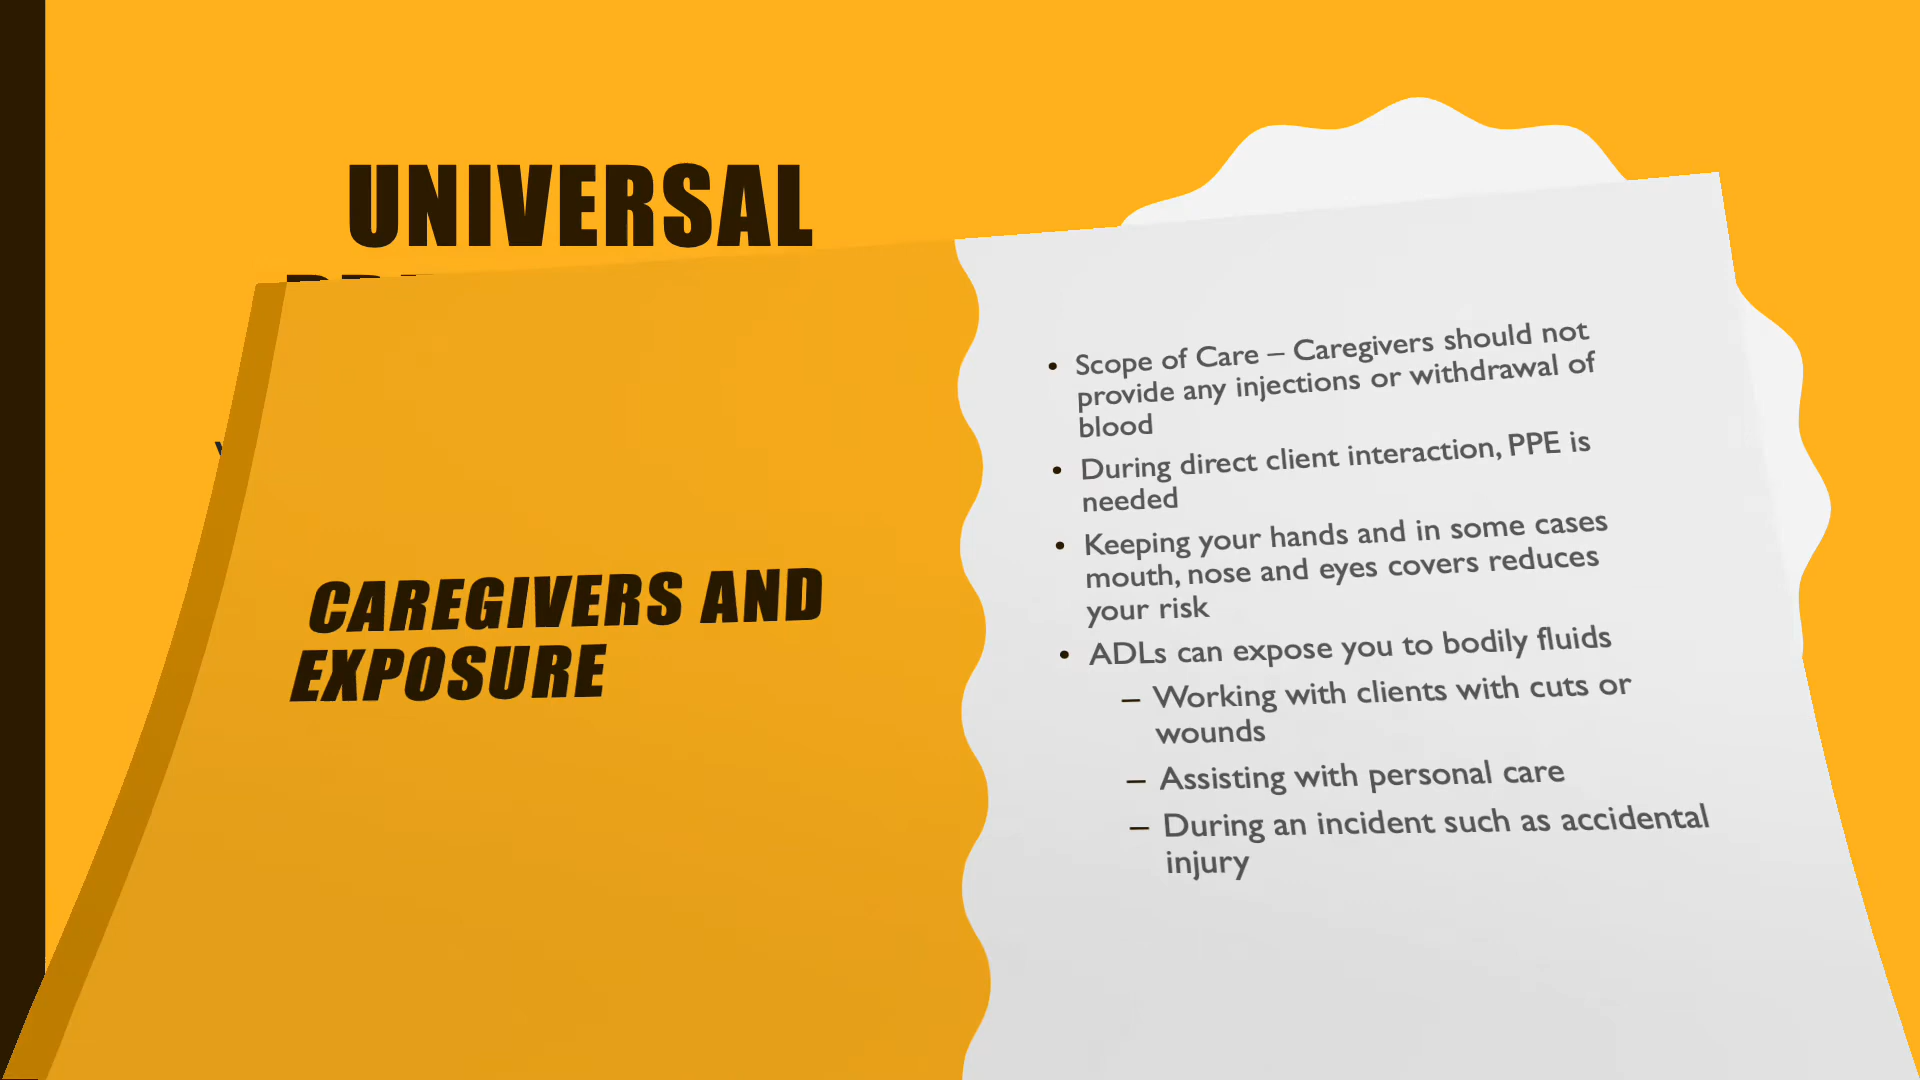 UNIVERSAL
CAREGIVERS AND
EXPOSURE
• Scope of Care – Caregivers should not
provide any injections or withdrawal of
blood
• During direct client interaction, PPE is
needed
• Keeping your hands and in some cases
mouth, nose and eyes covers reduces
your risk
• ADLs can expose you to bodily fluids
– Working with clients with cuts or
wounds
– Assisting with personal care
– During an incident such as accidental
injury